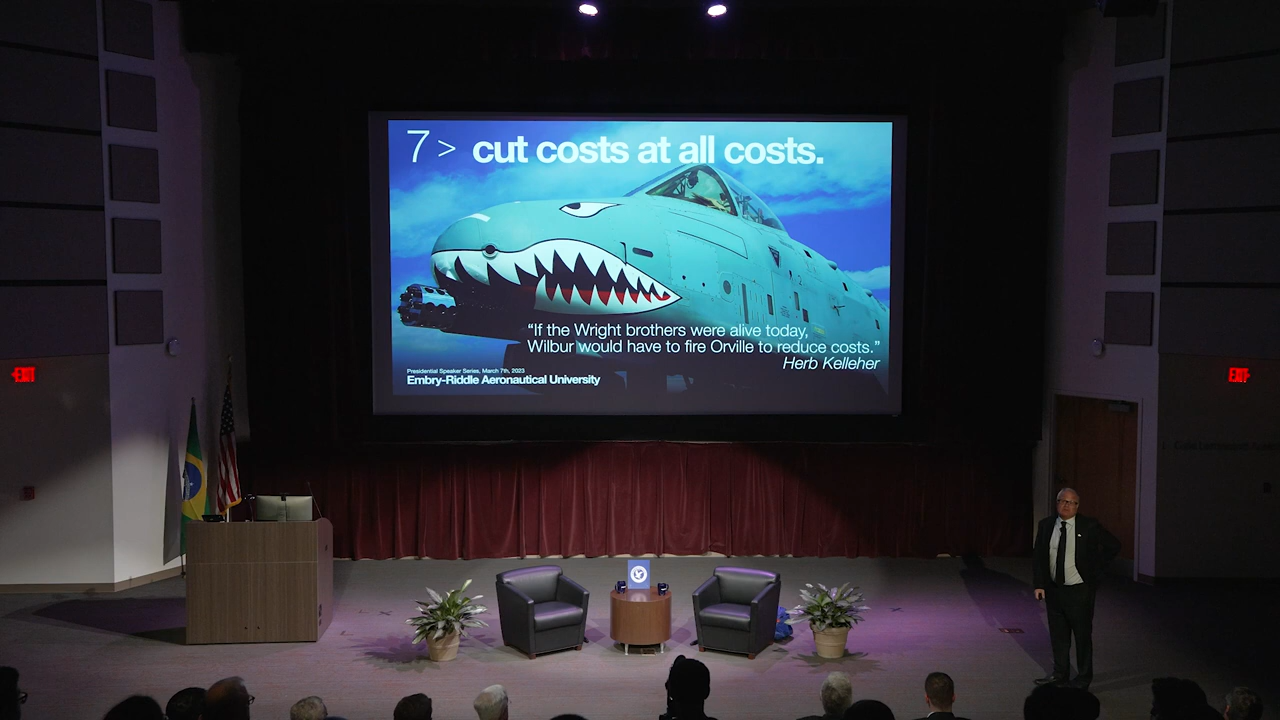 7 > cut costs at all costs.
“If the Wright brothers were alive today,
Wilbur would have to fire Orville to reduce costs.”
Herb Kelleher
Presidential Speaker Series, March 7th, 2023
Embry-Riddle Aeronautical University
EXIT
EXIT